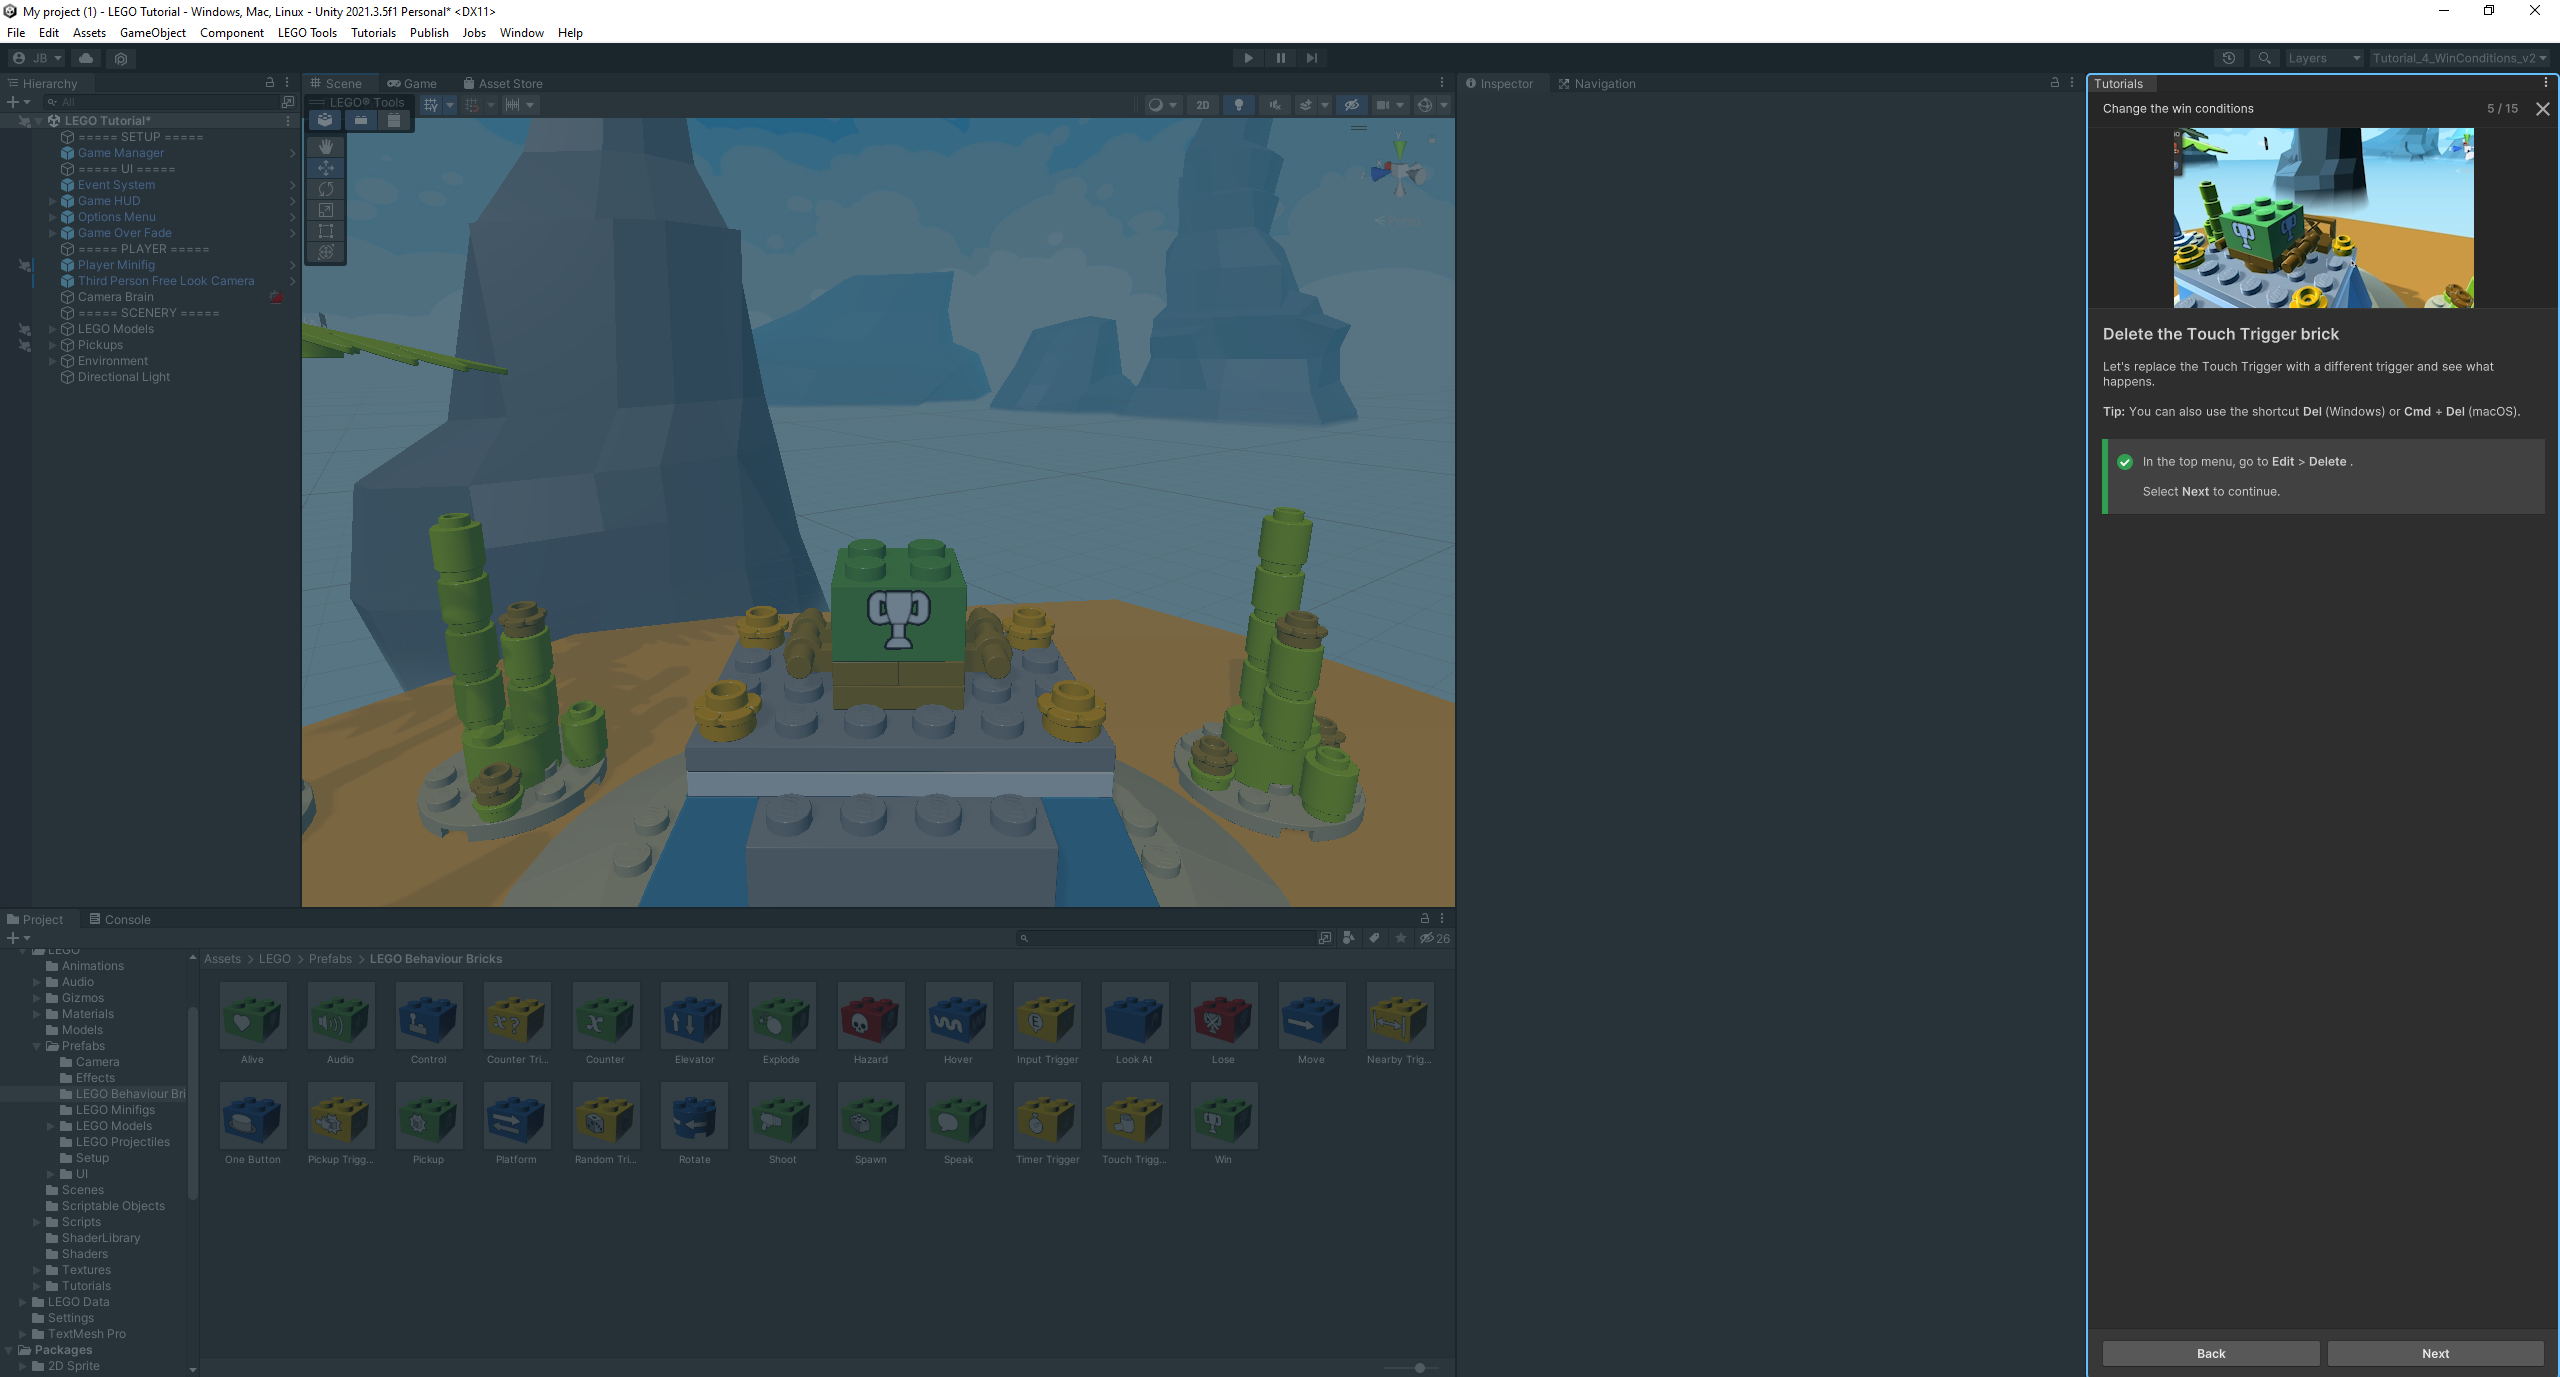 My project (1) - LEGO Tutorial - Windows, Mac, Linux - Unity 2021.3.5f1 Personal* <DX11>
File Edit Assets GameObject Component LEGO Tools Tutorials Publish Jobs Window Help
JB
Layers
Tutorial_4_WinConditions_v2
Hierarchy
All
LEGO Tutorial*
===== SETUP =====
Game Manager
===== UI =====
Event System
Game HUD
Options Menu
Game Over Fade
===== PLAYER =====
Player Minifig
Third Person Free Look Camera
Camera Brain
===== SCENERY =====
LEGO Models
Pickups
Environment
Directional Light
Scene Game Asset Store
LEGO® Tools
2D
Inspector Navigation
Tutorials
Change the win conditions 5 / 15
Delete the Touch Trigger brick
Let's replace the Touch Trigger with a different trigger and see what
happens.
Tip: You can also use the shortcut Del (Windows) or Cmd + Del (macOS).
In the top menu, go to Edit > Delete .
Select Next to continue.
Back Next
Project Console
26
LEGO
Animations
Audio
Gizmos
Materials
Models
Prefabs
Camera
Effects
LEGO Behaviour Bri
LEGO Minifigs
LEGO Models
LEGO Projectiles
Setup
UI
Scenes
Scriptable Objects
Scripts
ShaderLibrary
Shaders
Textures
Tutorials
LEGO Data
Settings
TextMesh Pro
Packages
2D Sprite
Assets > LEGO > Prefabs > LEGO Behaviour Bricks
Alive Audio Control Counter Tri... Counter Elevator Explode Hazard Hover Input Trigger Look At Lose Move Nearby Trig...
One Button Pickup Trigg... Pickup Platform Random Tri... Rotate Shoot Spawn Speak Timer Trigger Touch Trigg... Win